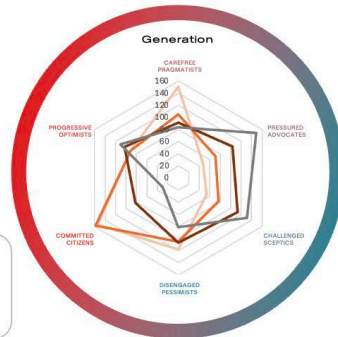 Generation
CAREFREE
PRAGMATISTS
160
140
120
100
80
60
40
20
0
PROGRESSIVE
OPTIMISTS
PRESSURED
ADVOCATES
COMMITTED
CITIZENS
CHALLENGED
SCEPTICS
DISENGAGED
PESSIMISTS